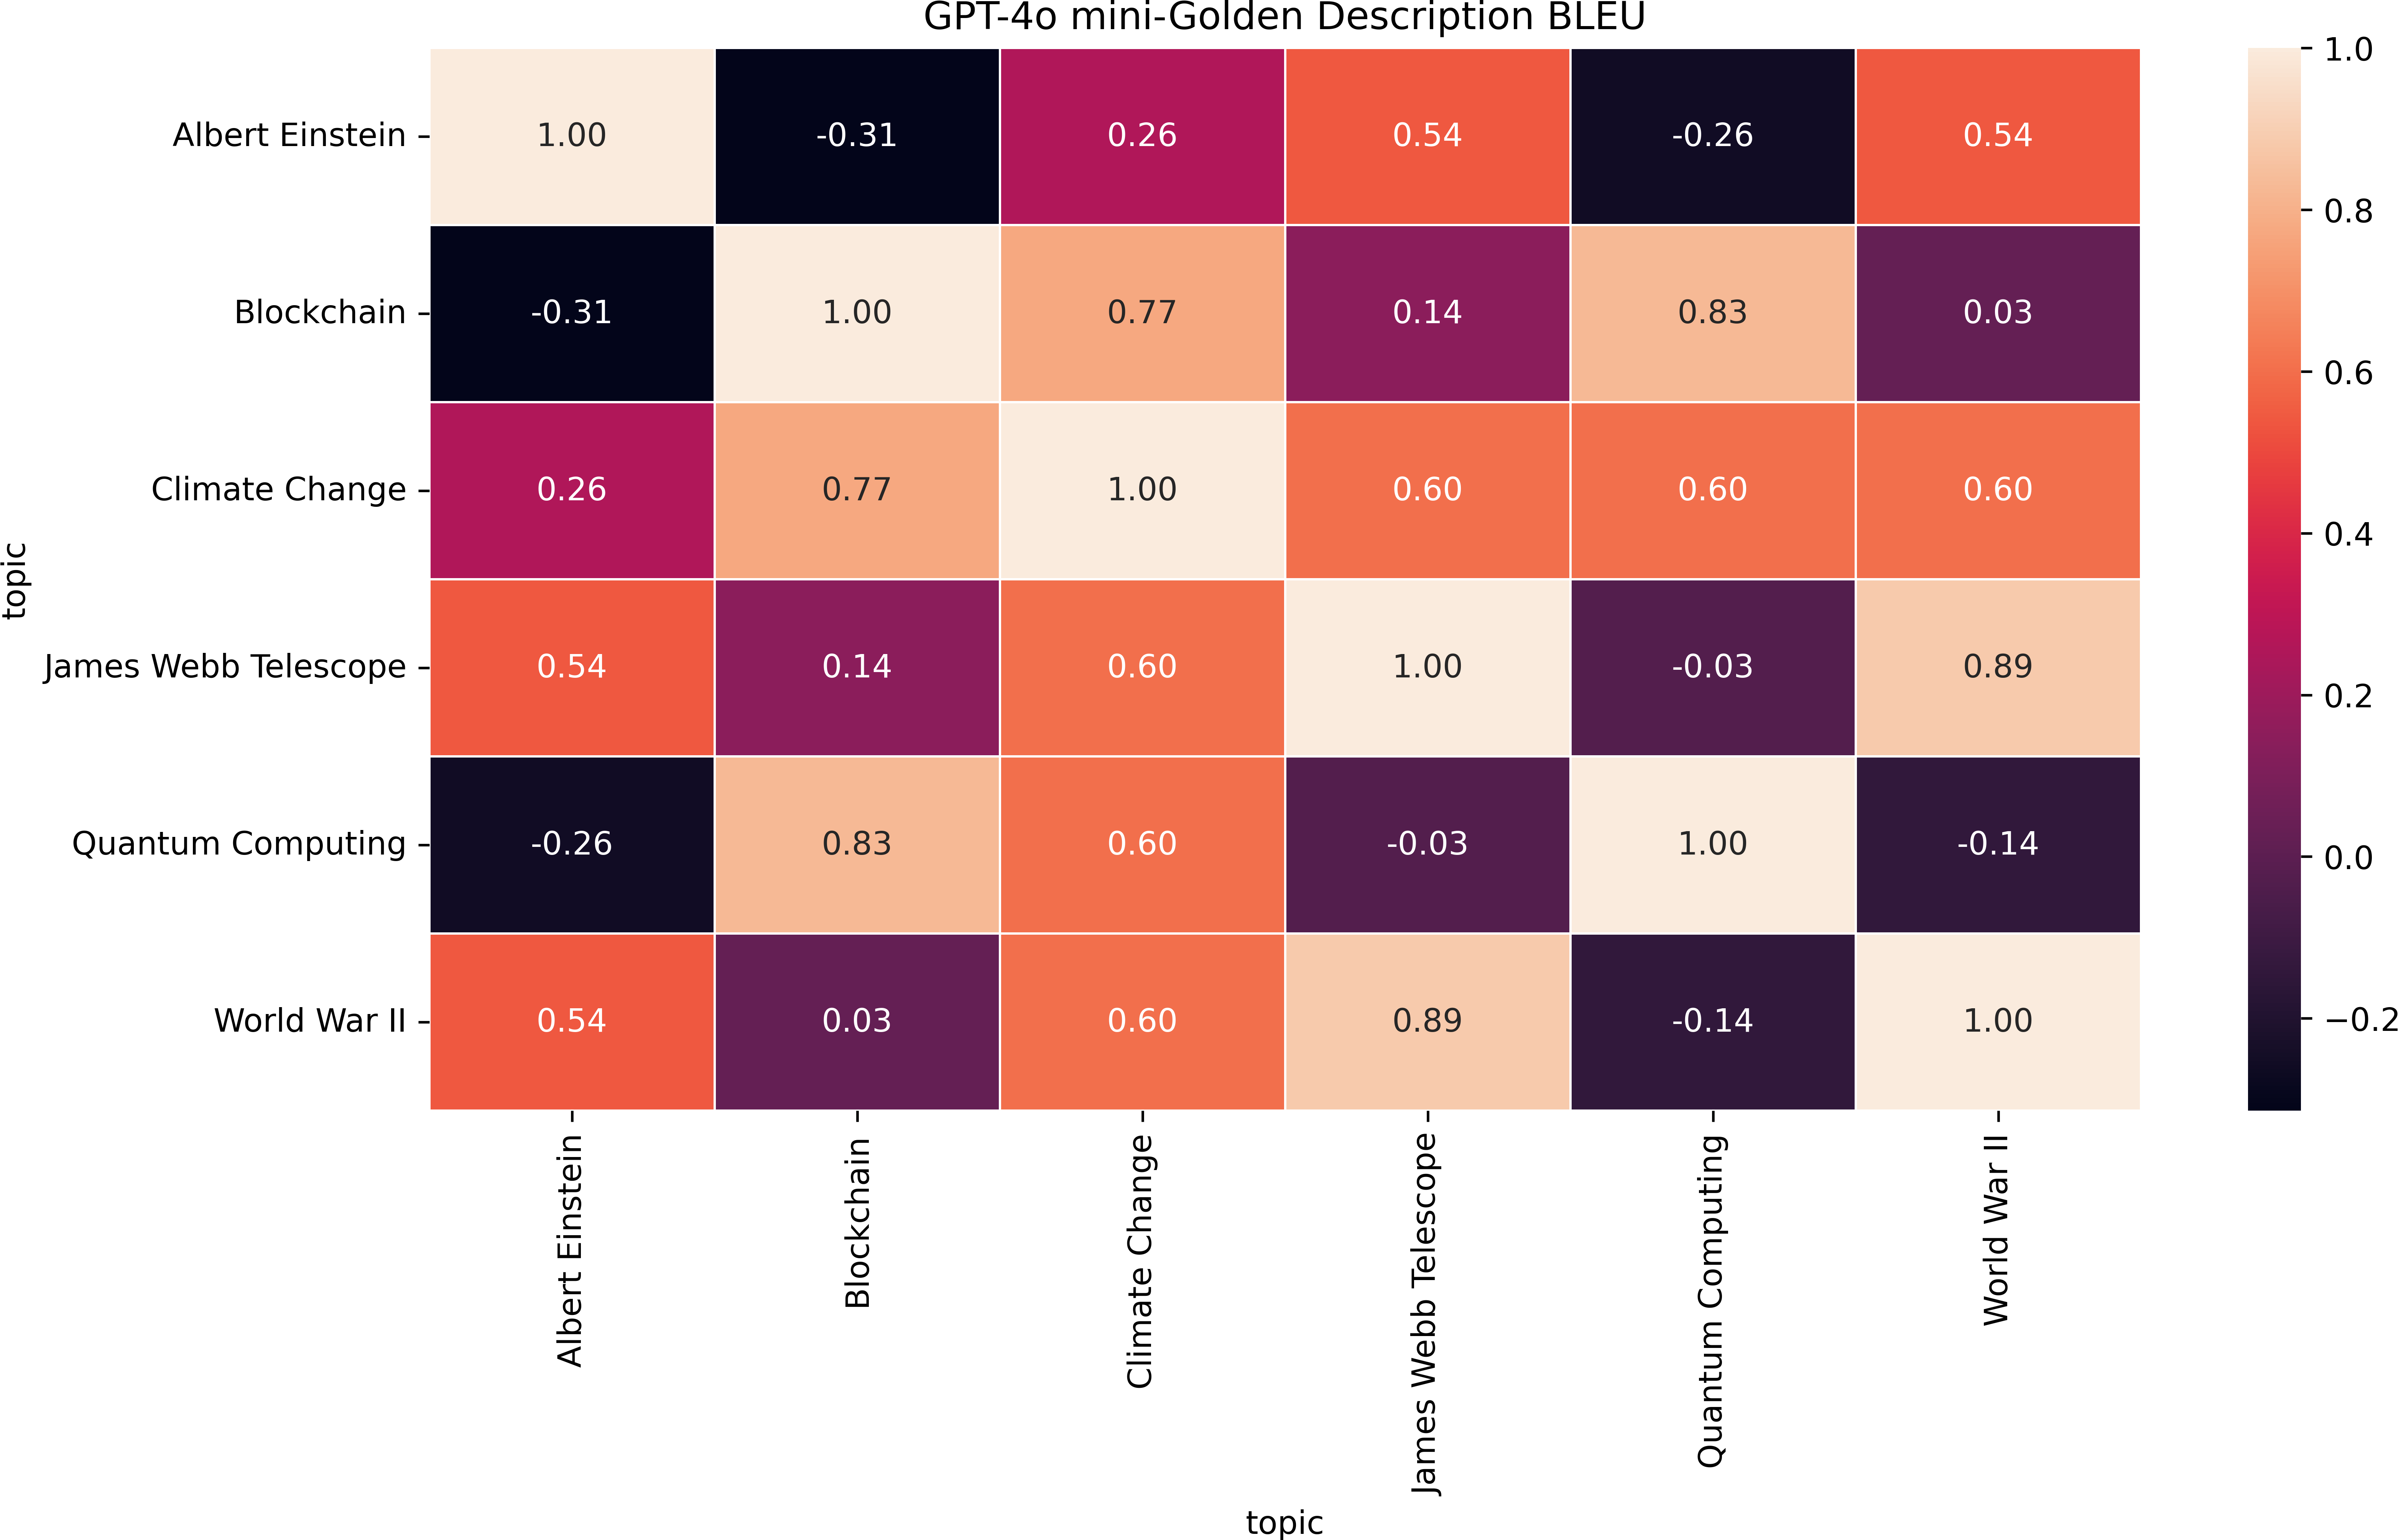 GPT-4o mini-Golden Description BLEU
topic
Albert Einstein 1.00 -0.31 0.26 0.54 -0.26 0.54
Blockchain -0.31 1.00 0.77 0.14 0.83 0.03
Climate Change 0.26 0.77 1.00 0.60 0.60 0.60
James Webb Telescope 0.54 0.14 0.60 1.00 -0.03 0.89
Quantum Computing -0.26 0.83 0.60 -0.03 1.00 -0.14
World War II 0.54 0.03 0.60 0.89 -0.14 1.00
Albert Einstein
Blockchain
Climate Change
James Webb Telescope
Quantum Computing
World War II
topic
1.0
0.8
0.6
0.4
0.2
0.0
−0.2